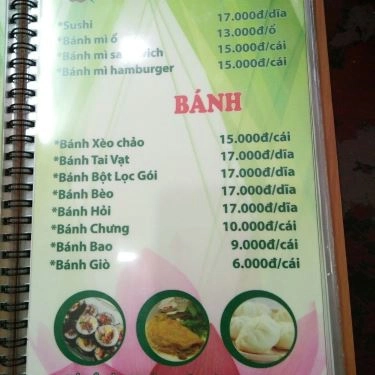 *Sushi 17.000đ/dĩa
*Bánh mì ổ 13.000đ/ổ
*Bánh mì sandwich 15.000đ/cái
*Bánh mì hamburger 15.000đ/cái
BÁNH
*Bánh Xèo chảo 15.000đ/cái
*Bánh Tai Vạt 17.000đ/dĩa
*Bánh Bột Lọc Gói 17.000đ/dĩa
*Bánh Bèo 17.000đ/dĩa
*Bánh Hỏi 17.000đ/dĩa
*Bánh Chưng 10.000đ/cái
*Bánh Bao 9.000đ/cái
*Bánh Giò 6.000đ/cái